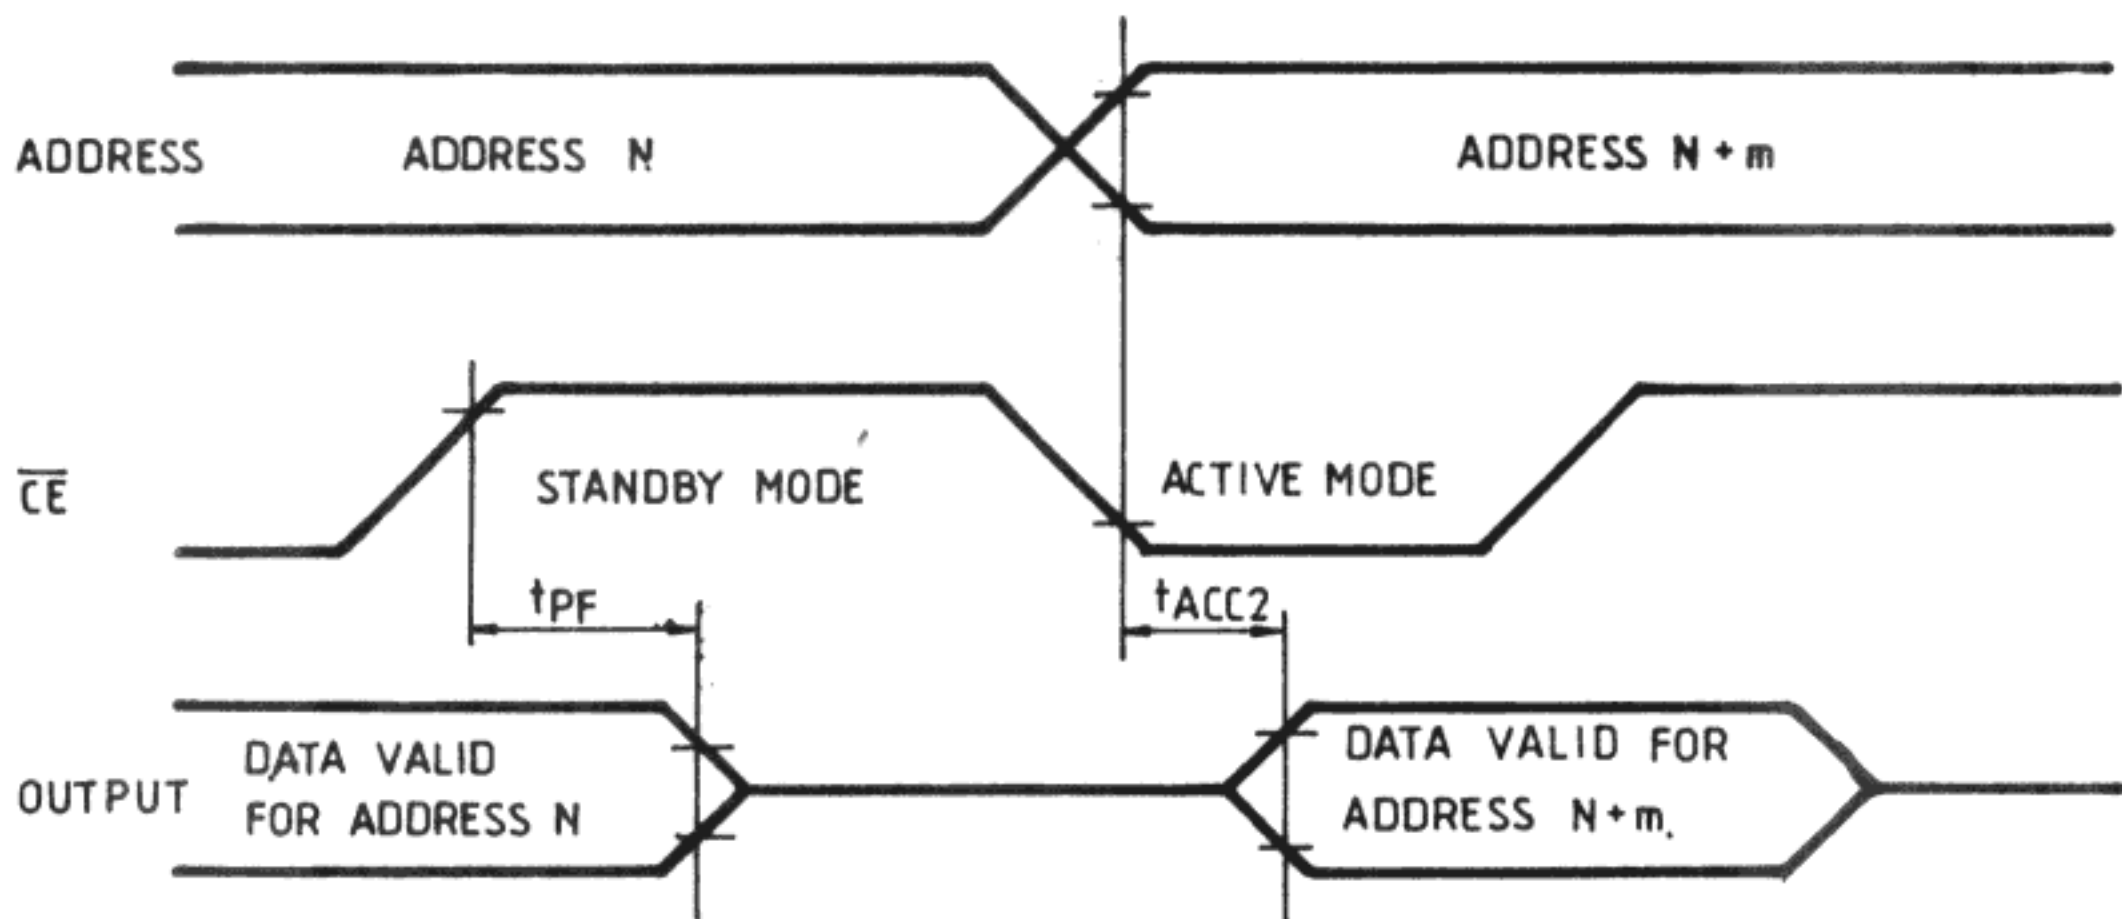 ADDRESS
ADDRESS N
ADDRESS N + m
CE
STANDBY MODE
ACTIVE MODE
tPF
tACC2
OUTPUT
DATA VALID
FOR ADDRESS N
DATA VALID FOR
ADDRESS N+m.